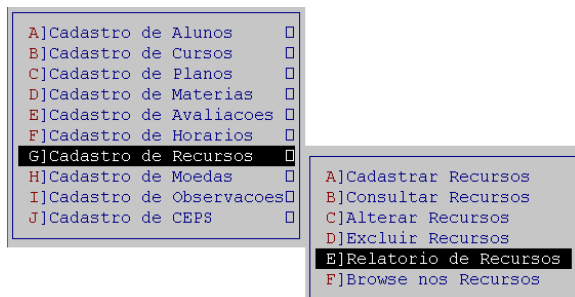 A]Cadastro de Alunos
B]Cadastro de Cursos
C]Cadastro de Planos
D]Cadastro de Materias
E]Cadastro de Avaliacoes
F]Cadastro de Horarios
G]Cadastro de Recursos
H]Cadastro de Moedas
I]Cadastro de Observacoes
J]Cadastro de CEPS
A]Cadastrar Recursos
B]Consultar Recursos
C]Alterar Recursos
D]Excluir Recursos
E]Relatorio de Recursos
F]Browse nos Recursos